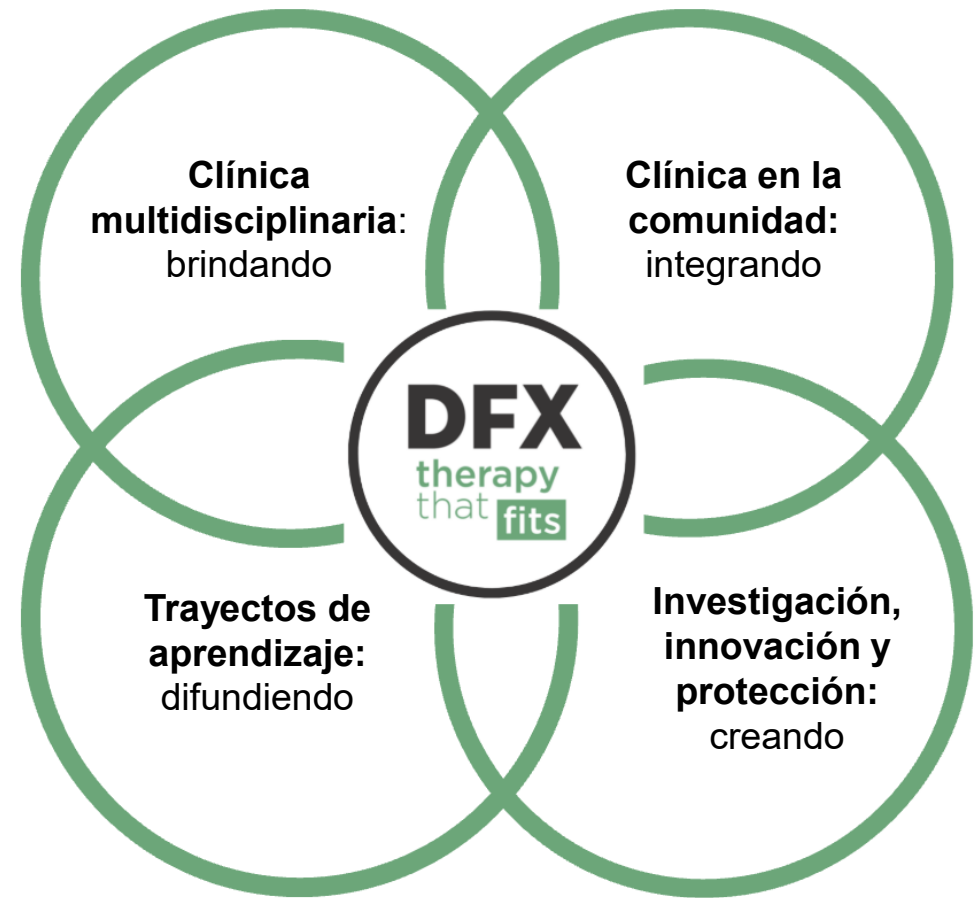 Clínica
multidisciplinaria:
brindando
Clínica en la
comunidad:
integrando
DFX
therapy
that fits
Trayectos de
aprendizaje:
difundiendo
Investigación,
innovación y
protección:
creando